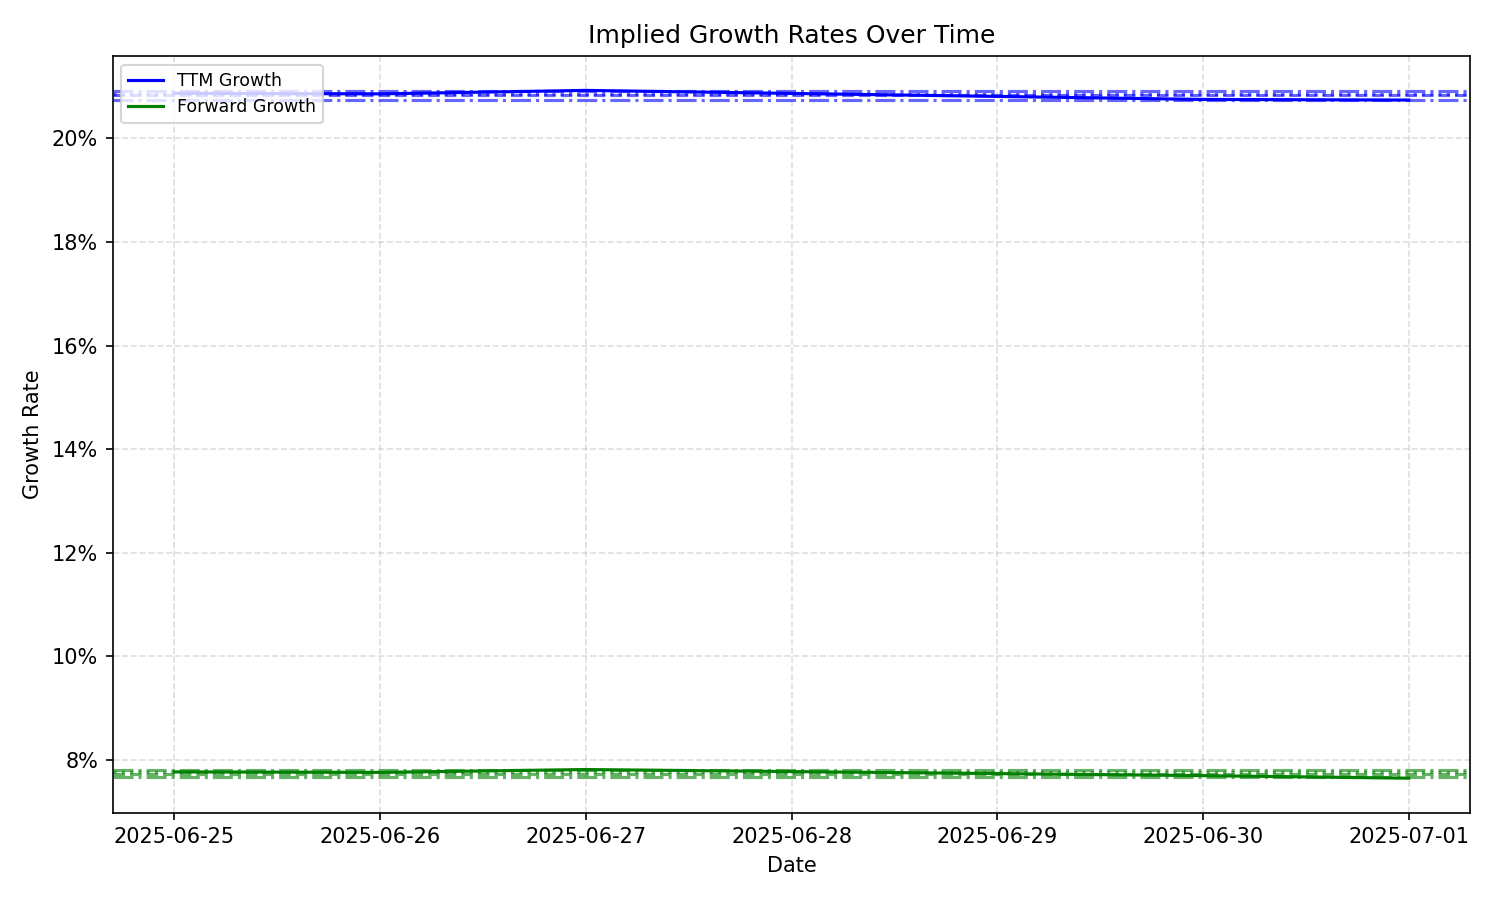 Implied Growth Rates Over Time
TTM Growth
Forward Growth
20%
18%
16%
14%
12%
10%
8%
Growth Rate
2025-06-25 2025-06-26 2025-06-27 2025-06-28 2025-06-29 2025-06-30 2025-07-01
Date